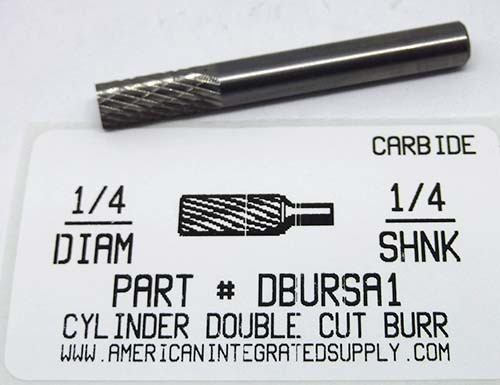 CARBIDE
1/4 1/4
DIAM SHNK
PART # DBURSA1
CYLINDER DOUBLE CUT BURR
WWW.AMERICANINTEGRATEDSUPPLY.COM